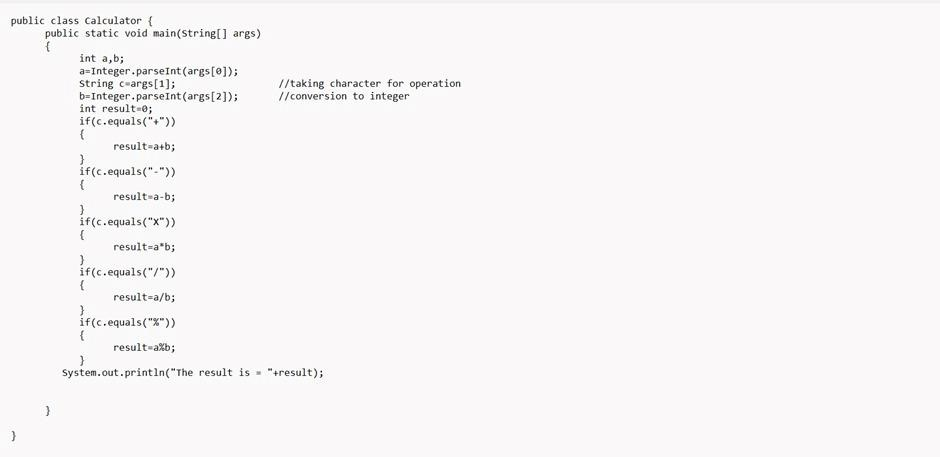 public class Calculator {
public static void main(String[] args)
{
int a,b;
a=Integer.parseInt(args[0]);
String c=args[1]; //taking character for operation
b=Integer.parseInt(args[2]); //conversion to integer
int result=0;
if(c.equals("+"))
{
result=a+b;
}
if(c.equals("-"))
{
result=a-b;
}
if(c.equals("X"))
{
result=a*b;
}
if(c.equals("/"))
{
result=a/b;
}
if(c.equals("%"))
{
result=a%b;
}
System.out.println("The result is = "+result);
}
}